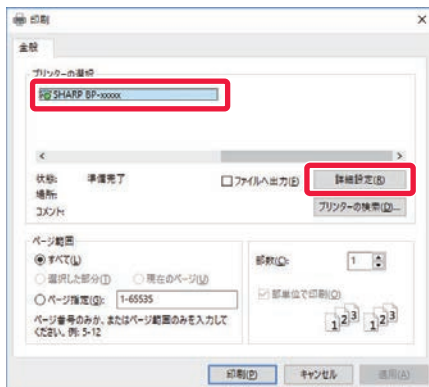 印刷
全般
プリンターの選択
SHARP BP-xxxxx
状態: 準備完了
□ファイルへ出力(F) 詳細設定(R)
場所:
コメント: プリンターの検索(D)...
ページ範囲
すべて(L)
選択した部分(T) 現在のページ(U)
ページ指定(G): 1-65535
ページ番号のみか、またはページ範囲のみを入力して
ください。例: 5-12
部数(C): 1
部単位で印刷(O)
1 2 3 1 2 3
印刷(P) キャンセル 適用(A)